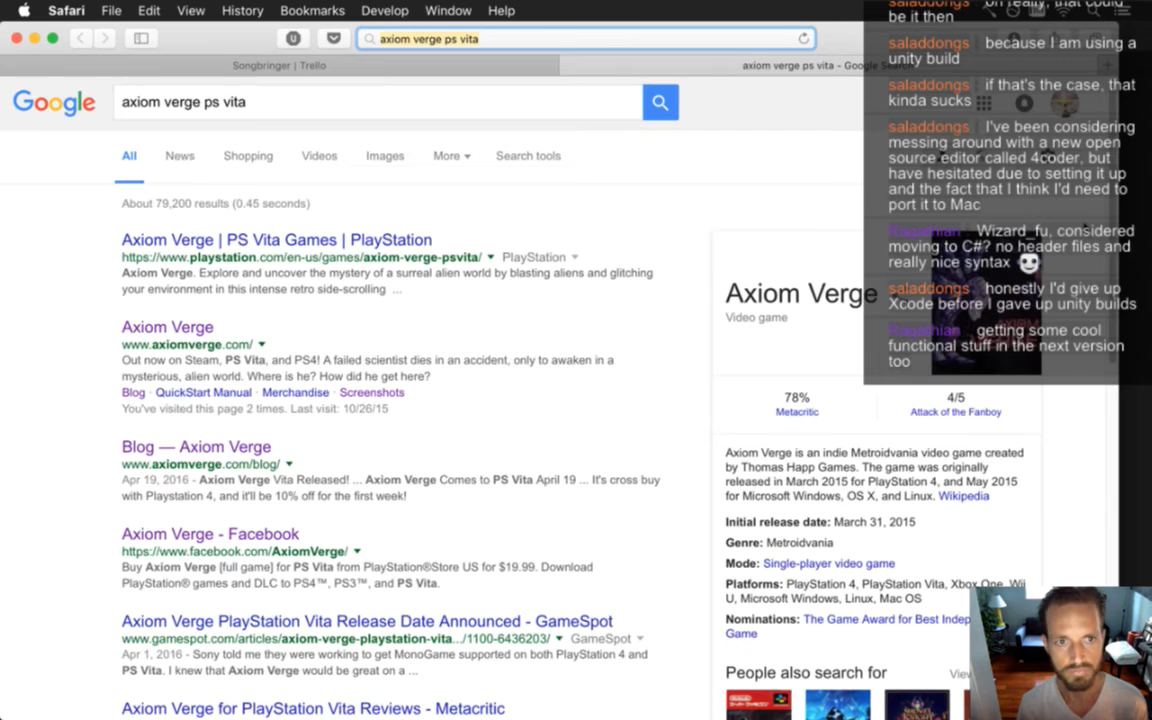 Safari File Edit View History Bookmarks Develop Window Help
axiom verge ps vita
Songbringer | Trello
axiom verge ps vita - Google Search
Google
axiom verge ps vita
All News Shopping Videos Images More Search tools
About 79,200 results (0.45 seconds)
Axiom Verge | PS Vita Games | PlayStation
https://www.playstation.com/en-us/games/axiom-verge-psvita/ PlayStation
Axiom Verge. Explore and uncover the mystery of a surreal alien world by blasting aliens and glitching
your environment in this intense retro side-scrolling ...
Axiom Verge
www.axiomverge.com/
Out now on Steam, PS Vita, and PS4! A failed scientist dies in an accident, only to awaken in a
mysterious, alien world. Where is he? How did he get here?
Blog · QuickStart Manual · Merchandise · Screenshots
You've visited this page 2 times. Last visit: 10/26/15
Blog — Axiom Verge
www.axiomverge.com/blog/
Apr 19, 2016 - Axiom Verge Vita Released! ... Axiom Verge Comes to PS Vita April 19 ... It's cross buy
with Playstation 4, and it'll be 10% off for the first week!
Axiom Verge - Facebook
https://www.facebook.com/AxiomVerge/
Buy Axiom Verge [full game] for PS Vita from PlayStation®Store US for $19.99. Download
PlayStation® games and DLC to PS4™, PS3™, and PS Vita.
Axiom Verge PlayStation Vita Release Date Announced - GameSpot
www.gamespot.com/articles/axiom-verge-playstation-vita.../1100-6436203/ GameSpot
Apr 1, 2016 - Sony told me they were working to get MonoGame supported on both PlayStation 4 and
PS Vita. I knew that Axiom Verge would be great on a ...
Axiom Verge for PlayStation Vita Reviews - Metacritic
Axiom Verge
Video game
78%
Metacritic
4/5
Attack of the Fanboy
Axiom Verge is an indie Metroidvania video game created
by Thomas Happ Games. The game was originally
released in March 2015 for PlayStation 4, and May 2015
for Microsoft Windows, OS X, and Linux. Wikipedia
Initial release date: March 31, 2015
Genre: Metroidvania
Mode: Single-player video game
Platforms: PlayStation 4, PlayStation Vita, Xbox One, Wii
U, Microsoft Windows, Linux, Mac OS
Nominations: The Game Award for Best Indep
Game
People also search for
View
saladdongs oh really, that could
be it then
saladdongs because I am using a
unity build
saladdongs if that's the case, that
kinda sucks
saladdongs I've been considering
messing around with a new open
source editor called 4coder, but
have hesitated due to setting it up
and the fact that I think I'd need to
port it to Mac
Wizard_fu, considered
moving to C#? no header files and
really nice syntax
saladdongs honestly I'd give up
Xcode before I gave up unity builds
getting some cool
functional stuff in the next version
too